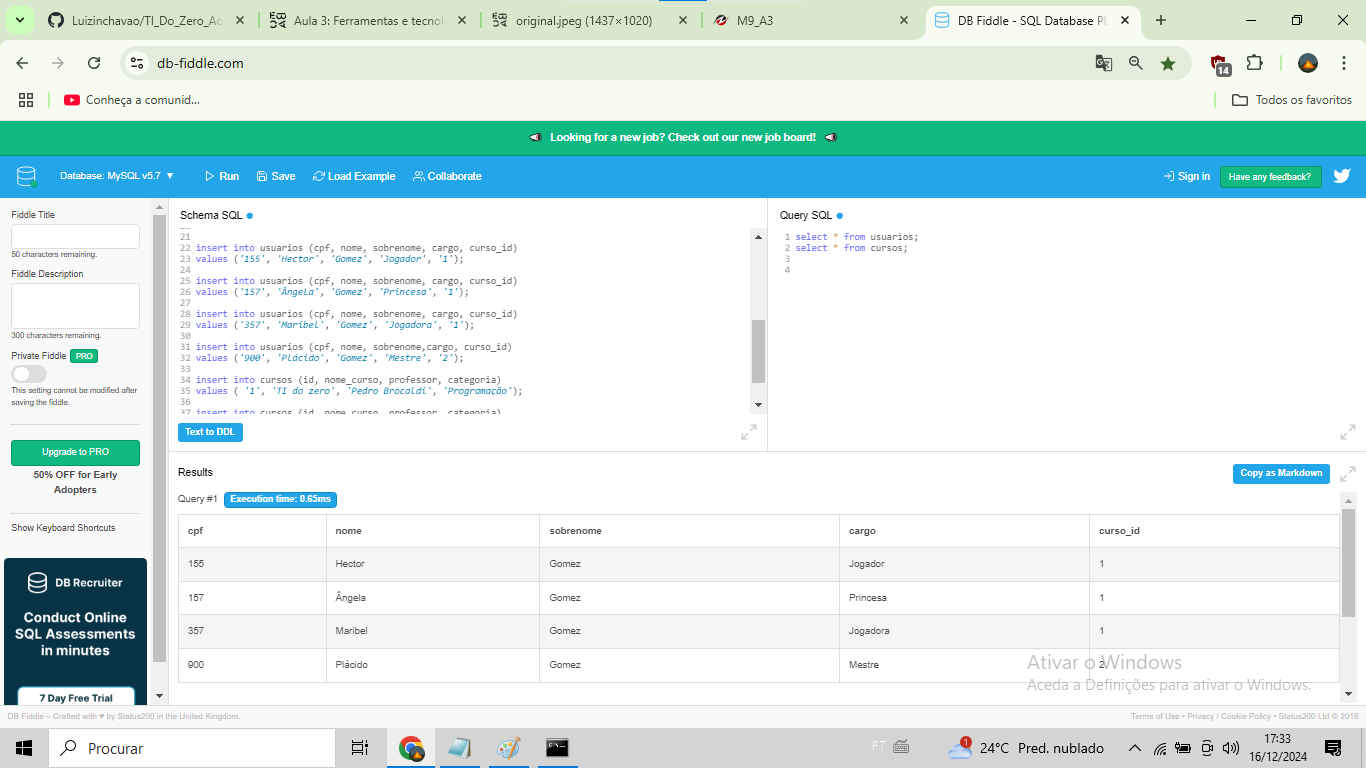 Luizinchavao/TI_Do_Zero_Ao
Aula 3: Ferramentas e tecnol
original.jpeg (1437×1020)
M9_A3
DB Fiddle - SQL Database Pl
db-fiddle.com
14
Conheça a comunid...
Todos os favoritos
Looking for a new job? Check out our new job board!
Database: MySQL v5.7 ▼
Run
Save
Load Example
Collaborate
Sign in
Have any feedback?
Fiddle Title
50 characters remaining.
Fiddle Description
300 characters remaining.
Private Fiddle PRO
This setting cannot be modified after
saving the fiddle.
Upgrade to PRO
50% OFF for Early
Adopters
Show Keyboard Shortcuts
DB Recruiter
Conduct Online
SQL Assessments
in minutes
7 Day Free Trial
Schema SQL
21
22 insert into usuarios (cpf, nome, sobrenome, cargo, curso_id)
23 values ('155', 'Hector', 'Gomez', 'Jogador', '1');
24
25 insert into usuarios (cpf, nome, sobrenome, cargo, curso_id)
26 values ('157', 'Ângela', 'Gomez', 'Princesa', '1');
27
28 insert into usuarios (cpf, nome, sobrenome, cargo, curso_id)
29 values ('357', 'Maribel', 'Gomez', 'Jogadora', '1');
30
31 insert into usuarios (cpf, nome, sobrenome,cargo, curso_id)
32 values ('900', 'Plácido', 'Gomez', 'Mestre', '2');
33
34 insert into cursos (id, nome_curso, professor, categoria)
35 values ( '1', 'TI do zero', 'Pedro Brocaldi', 'Programação');
36
37 insert into cursos (id, nome_curso, professor, categoria)
Text to DDL
Query SQL
1 select * from usuarios;
2 select * from cursos;
3
4
Results
Copy as Markdown
Query #1 Execution time: 0.65ms
cpf nome sobrenome cargo curso_id
155 Hector Gomez Jogador 1
157 Ângela Gomez Princesa 1
357 Maribel Gomez Jogadora 1
900 Plácido Gomez Mestre 2
Ativar o Windows
Aceda a Definições para ativar o Windows.
DB Fiddle – Crafted with ♥ by Status200 in the United Kingdom.
Terms of Use • Privacy / Cookie Policy • Status200 Ltd © 2018
Procurar
PT
1
24°C Pred. nublado
17:33
16/12/2024